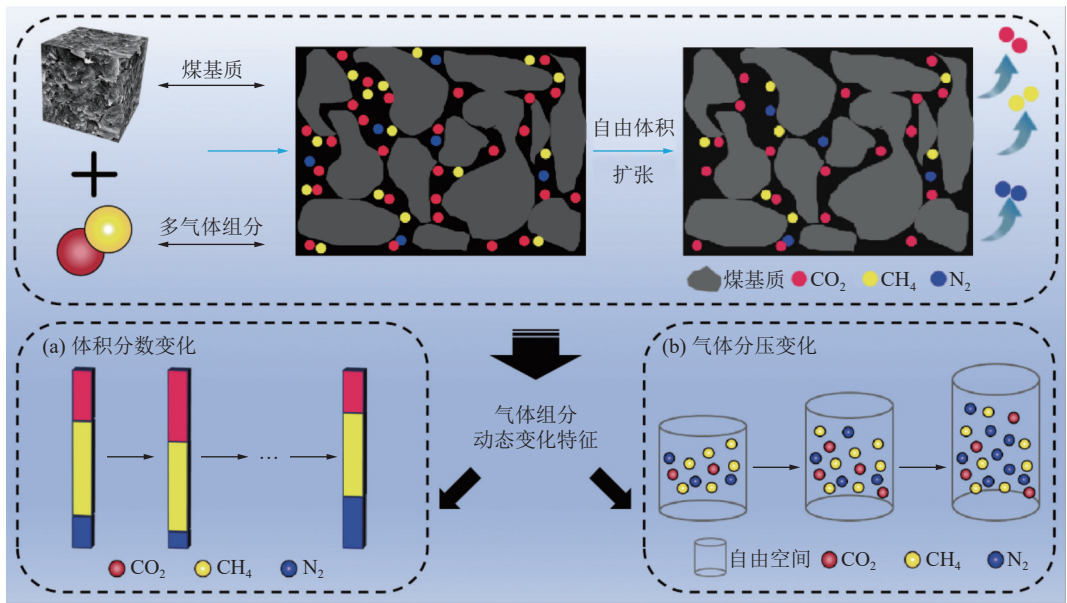 煤基质
多气体组分
自由体积
扩张
煤基质 CO₂ CH₄ N₂
(a) 体积分数变化
…
CO₂ CH₄ N₂
气体组分
动态变化特征
(b) 气体分压变化
自由空间 CO₂ CH₄ N₂